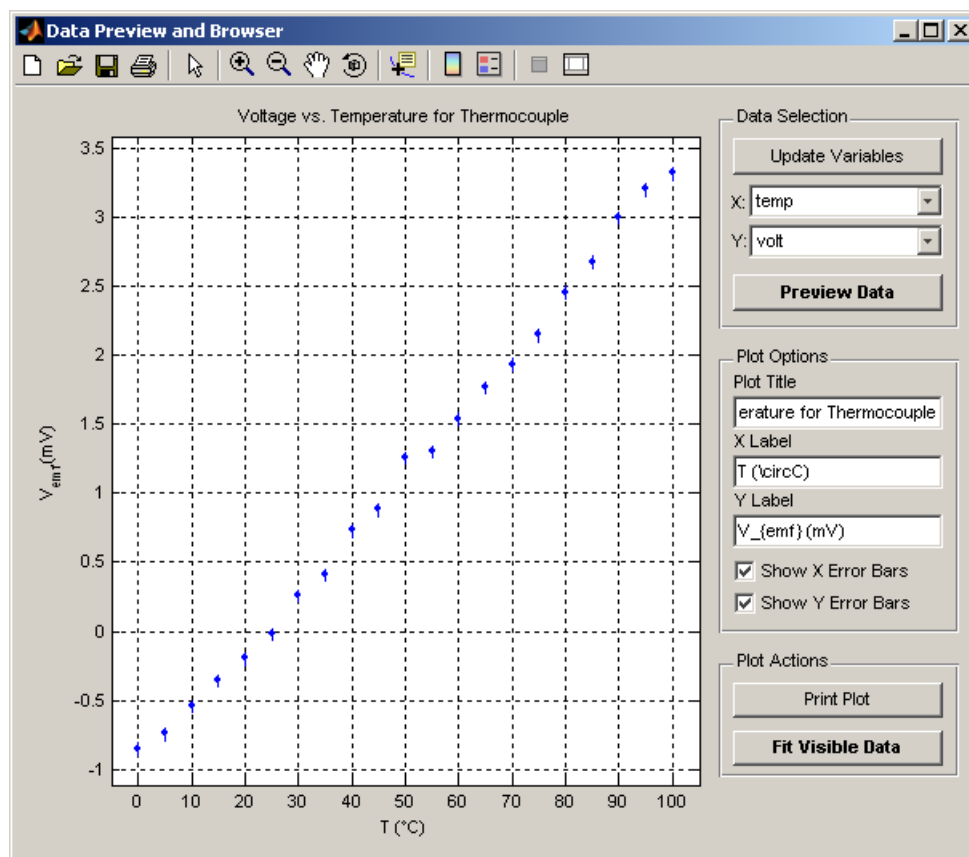 Data Preview and Browser
Voltage vs. Temperature for Thermocouple
3.5
3
2.5
2
1.5
1
0.5
0
-0.5
-1
V_emf (mV)
0 10 20 30 40 50 60 70 80 90 100
T (°C)
Data Selection
Update Variables
X: temp
Y: volt
Preview Data
Plot Options
Plot Title
erature for Thermocouple
X Label
T (\circC)
Y Label
V_{emf} (mV)
Show X Error Bars
Show Y Error Bars
Plot Actions
Print Plot
Fit Visible Data